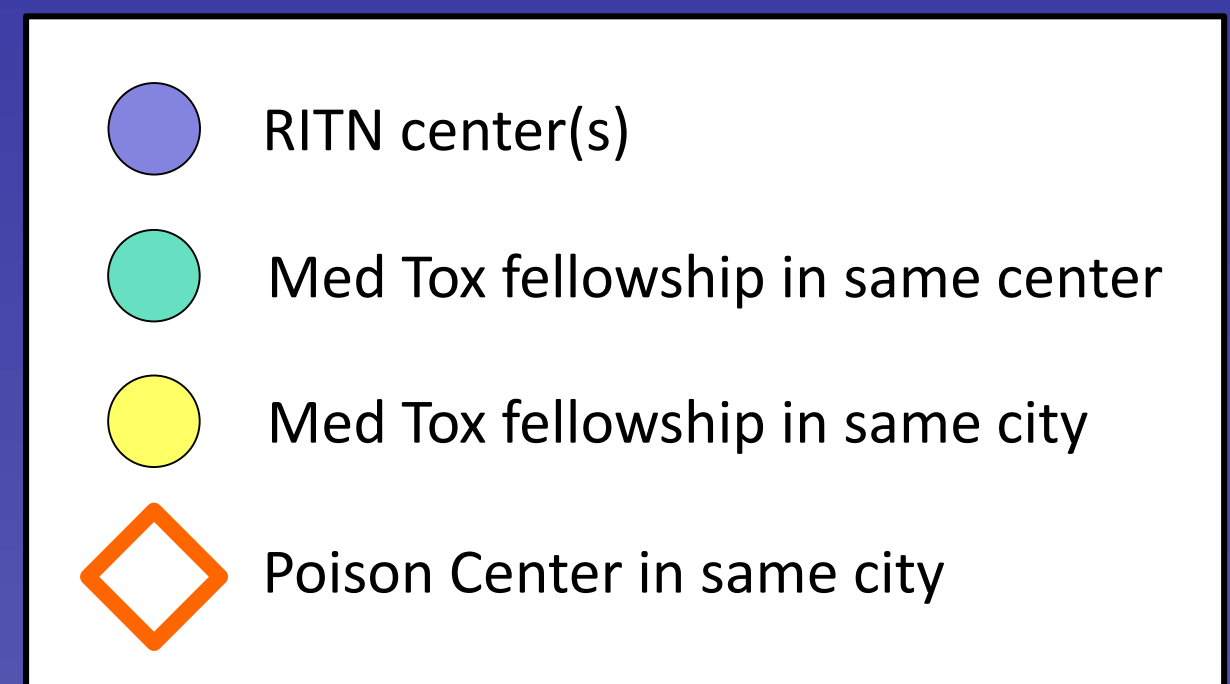 RITN center(s)
Med Tox fellowship in same center
Med Tox fellowship in same city
Poison Center in same city